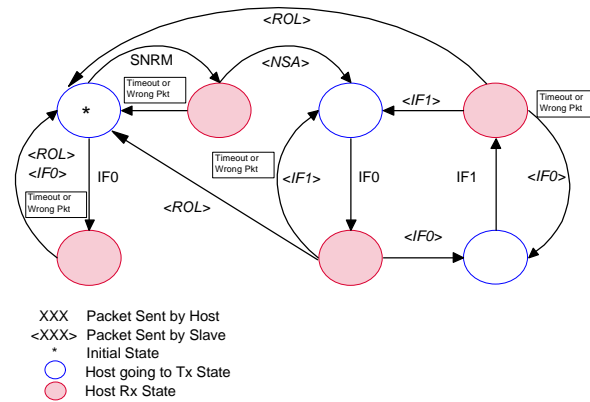 <ROL>
SNRM
<NSA>
Timeout or
Wrong Pkt
<IF1>
Timeout or
Wrong Pkt
*
<ROL>
<IF0>
IF0
Timeout or
Wrong Pkt
Timeout or
Wrong Pkt
<IF1>
IF0
IF1
<IF0>
<ROL>
<IF0>
XXX Packet Sent by Host
<XXX> Packet Sent by Slave
* Initial State
Host going to Tx State
Host Rx State